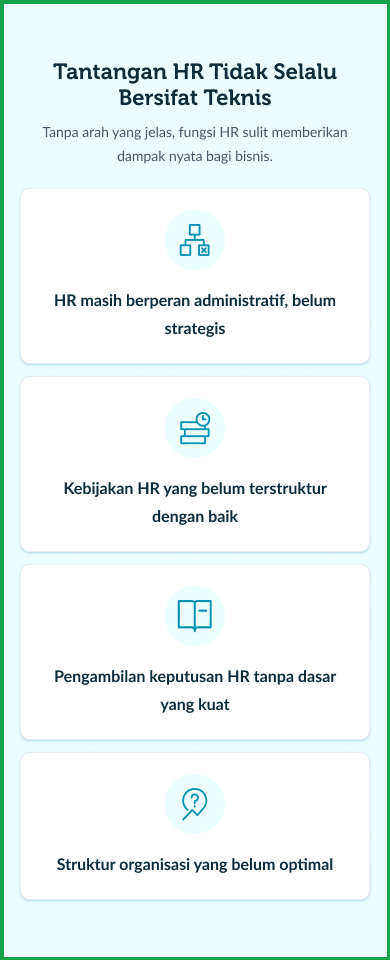 Tantangan HR Tidak Selalu
Bersifat Teknis
Tanpa arah yang jelas, fungsi HR sulit memberikan
dampak nyata bagi bisnis.
HR masih berperan administratif, belum
strategis
Kebijakan HR yang belum terstruktur
dengan baik
Pengambilan keputusan HR tanpa dasar
yang kuat
Struktur organisasi yang belum optimal